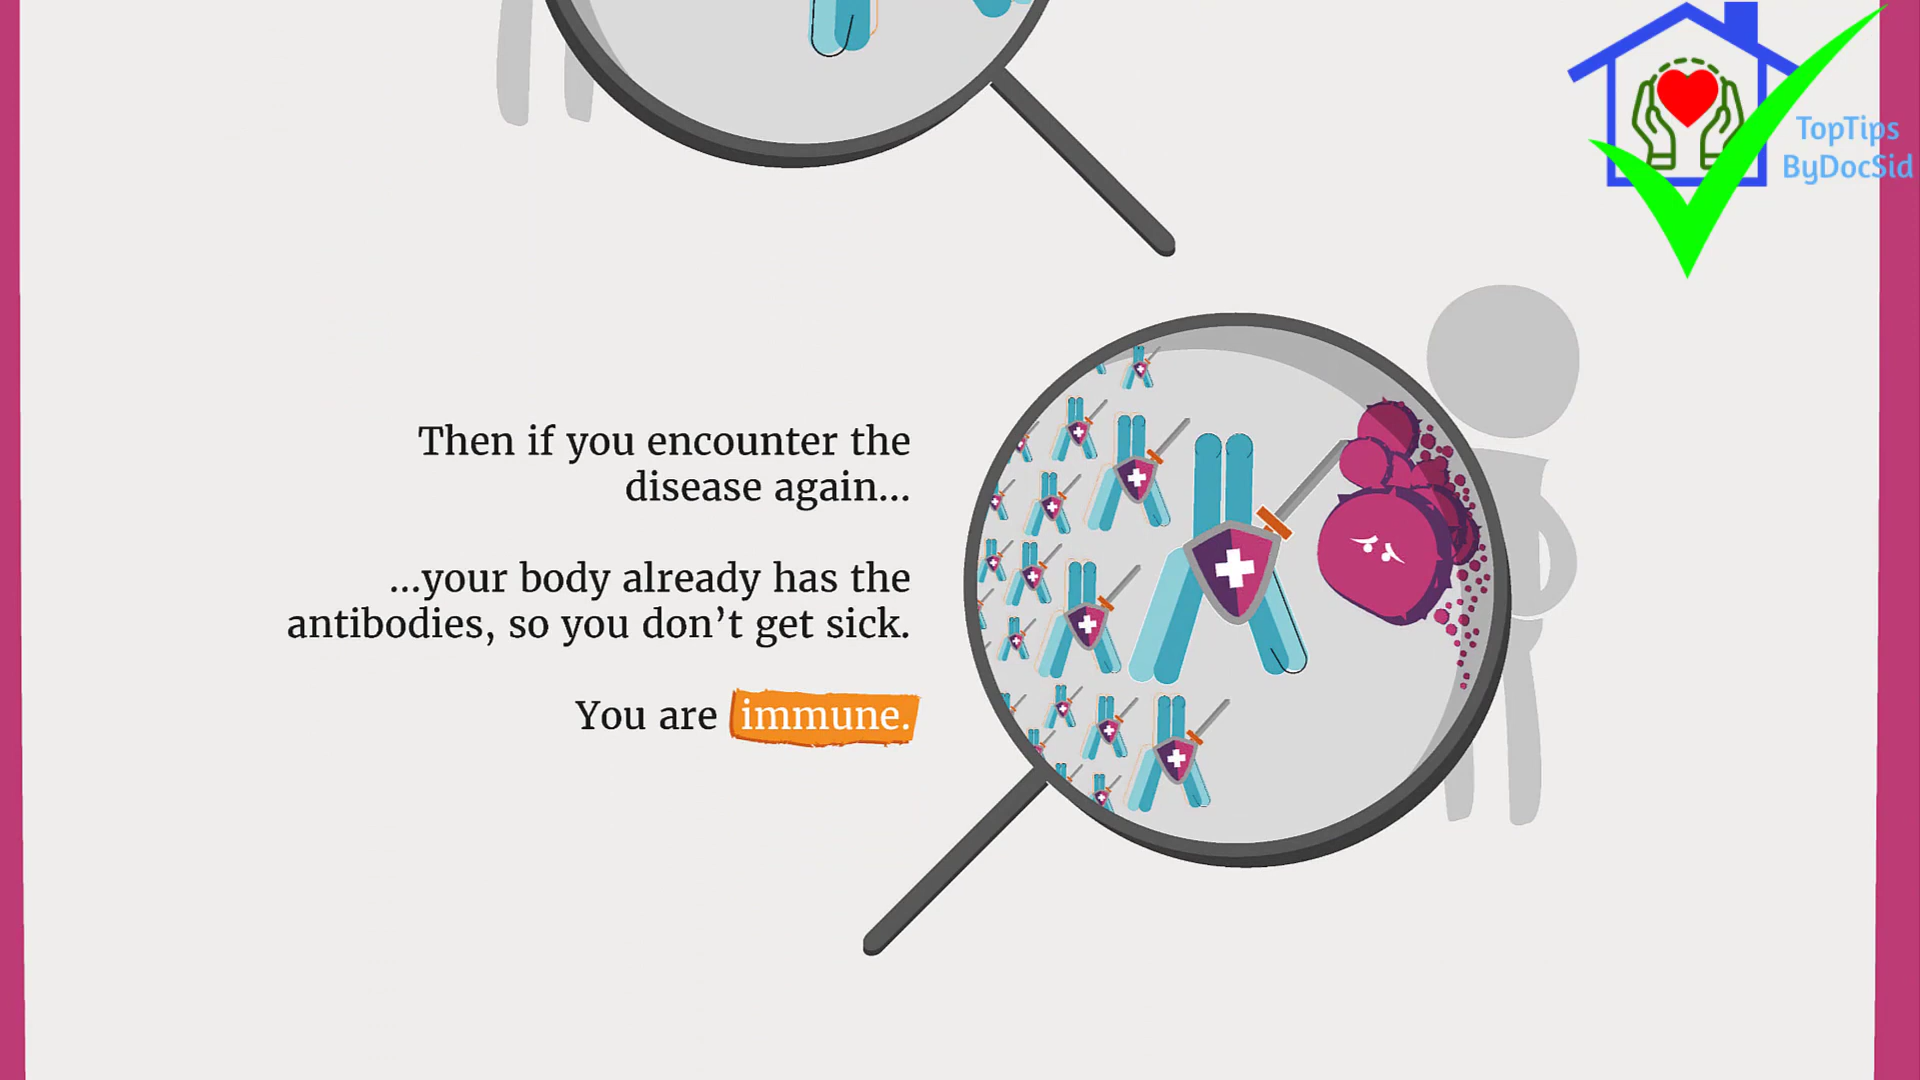 TopTips
ByDocSid
Then if you encounter the
disease again...
...your body already has the
antibodies, so you don’t get sick.
You are immune.